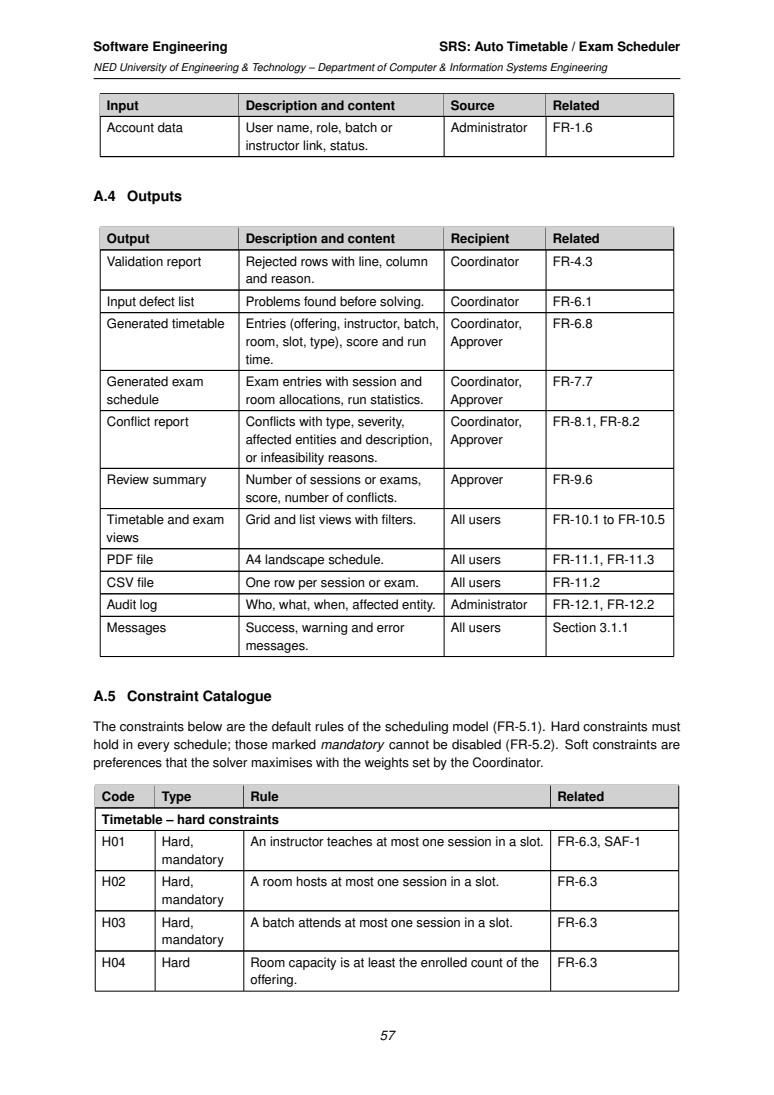 Software Engineering SRS: Auto Timetable / Exam Scheduler
NED University of Engineering & Technology – Department of Computer & Information Systems Engineering
Input Description and content Source Related
Account data User name, role, batch or Administrator FR-1.6
instructor link, status.
A.4 Outputs
Output Description and content Recipient Related
Validation report Rejected rows with line, column Coordinator FR-4.3
and reason.
Input defect list Problems found before solving. Coordinator FR-6.1
Generated timetable Entries (offering, instructor, batch, Coordinator, FR-6.8
room, slot, type), score and run Approver
time.
Generated exam Exam entries with session and Coordinator, FR-7.7
schedule room allocations, run statistics. Approver
Conflict report Conflicts with type, severity, Coordinator, FR-8.1, FR-8.2
affected entities and description, Approver
or infeasibility reasons.
Review summary Number of sessions or exams, Approver FR-9.6
score, number of conflicts.
Timetable and exam Grid and list views with filters. All users FR-10.1 to FR-10.5
views
PDF file A4 landscape schedule. All users FR-11.1, FR-11.3
CSV file One row per session or exam. All users FR-11.2
Audit log Who, what, when, affected entity. Administrator FR-12.1, FR-12.2
Messages Success, warning and error All users Section 3.1.1
messages.
A.5 Constraint Catalogue
The constraints below are the default rules of the scheduling model (FR-5.1). Hard constraints must
hold in every schedule; those marked mandatory cannot be disabled (FR-5.2). Soft constraints are
preferences that the solver maximises with the weights set by the Coordinator.
Code Type Rule Related
Timetable – hard constraints
H01 Hard, An instructor teaches at most one session in a slot. FR-6.3, SAF-1
mandatory
H02 Hard, A room hosts at most one session in a slot. FR-6.3
mandatory
H03 Hard, A batch attends at most one session in a slot. FR-6.3
mandatory
H04 Hard Room capacity is at least the enrolled count of the FR-6.3
offering.
57